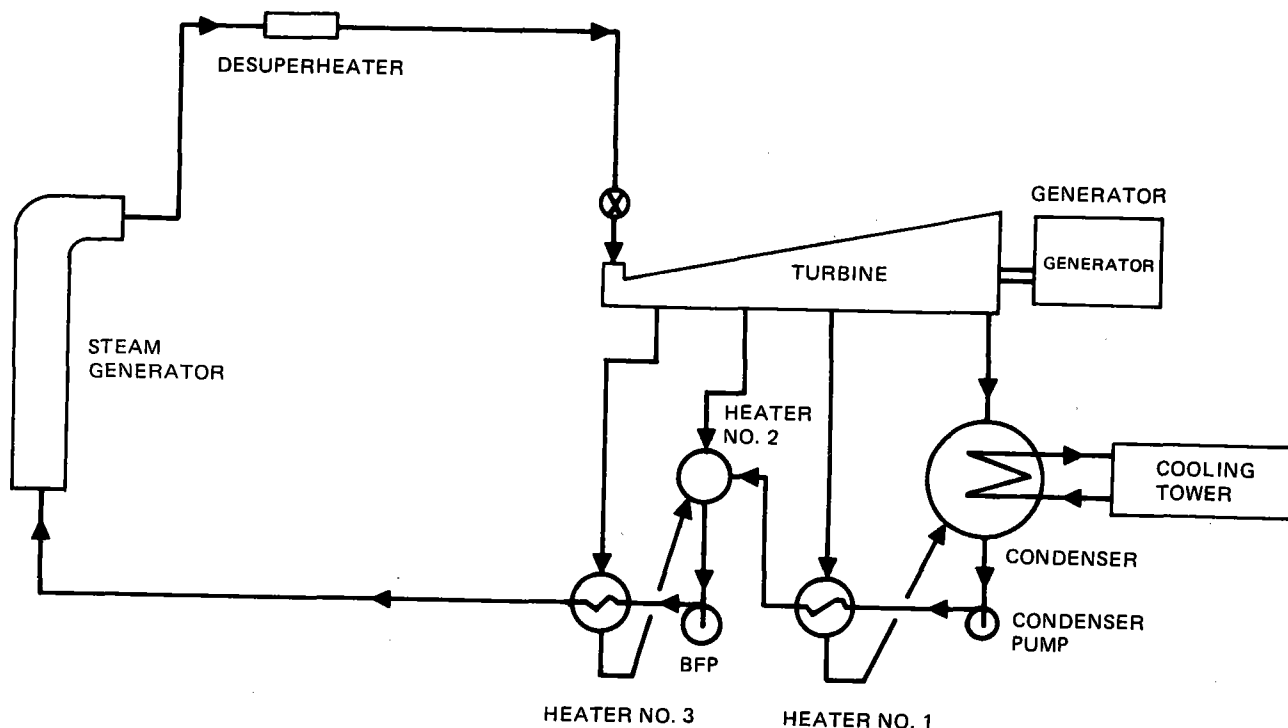 DESUPERHEATER
GENERATOR
GENERATOR
TURBINE
STEAM
GENERATOR
HEATER
NO. 2
COOLING
TOWER
CONDENSER
CONDENSER
PUMP
BFP
HEATER NO. 3
HEATER NO. 1